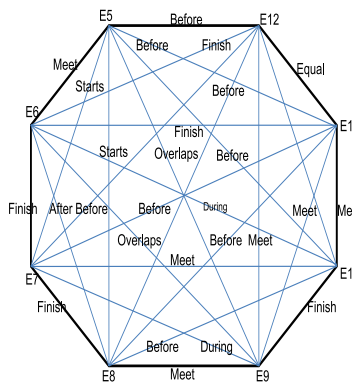 E5
Before
E12
Before
Finish
Meet
Equal
Starts
Before
E6
E1
Finish
Starts
Overlaps
Before
Finish
After
Before
Before
During
Meet
Me
Overlaps
Before
Meet
Meet
E7
E1
Finish
Finish
Before
During
E8
Meet
E9